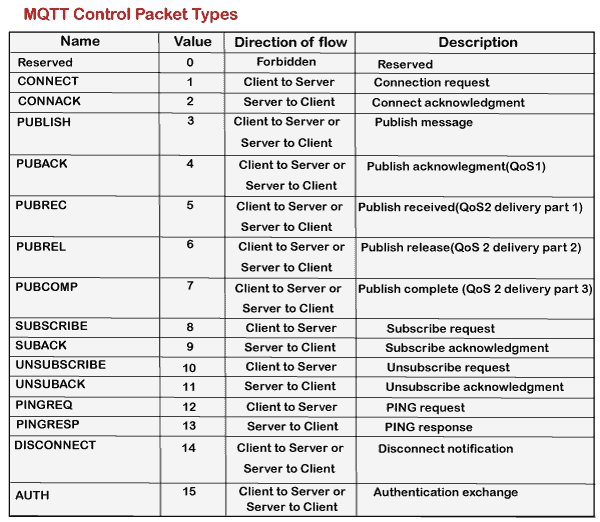 MQTT Control Packet Types
Name Value Direction of flow Description
Reserved 0 Forbidden Reserved
CONNECT 1 Client to Server Connection request
CONNACK 2 Server to Client Connect acknowledgment
PUBLISH 3 Client to Server or Publish message
Server to Client
PUBACK 4 Client to Server or Publish acknowlegment(QoS1)
Server to Client
PUBREC 5 Client to Server or Publish received(QoS2 delivery part 1)
Server to Client
PUBREL 6 Client to Server or Publish release(QoS 2 delivery part 2)
Server to Client
PUBCOMP 7 Client to Server or Publish complete (QoS 2 delivery part 3)
Server to Client
SUBSCRIBE 8 Client to Server Subscribe request
SUBACK 9 Server to Client Subscribe acknowledgment
UNSUBSCRIBE 10 Client to Server Unsubscribe request
UNSUBACK 11 Server to Client Unsubscribe acknowledgment
PINGREQ 12 Client to Server PING request
PINGRESP 13 Server to Client PING response
DISCONNECT 14 Client to Server or Disconnect notification
Server to Client
AUTH 15 Client to Server or Authentication exchange
Server to Client